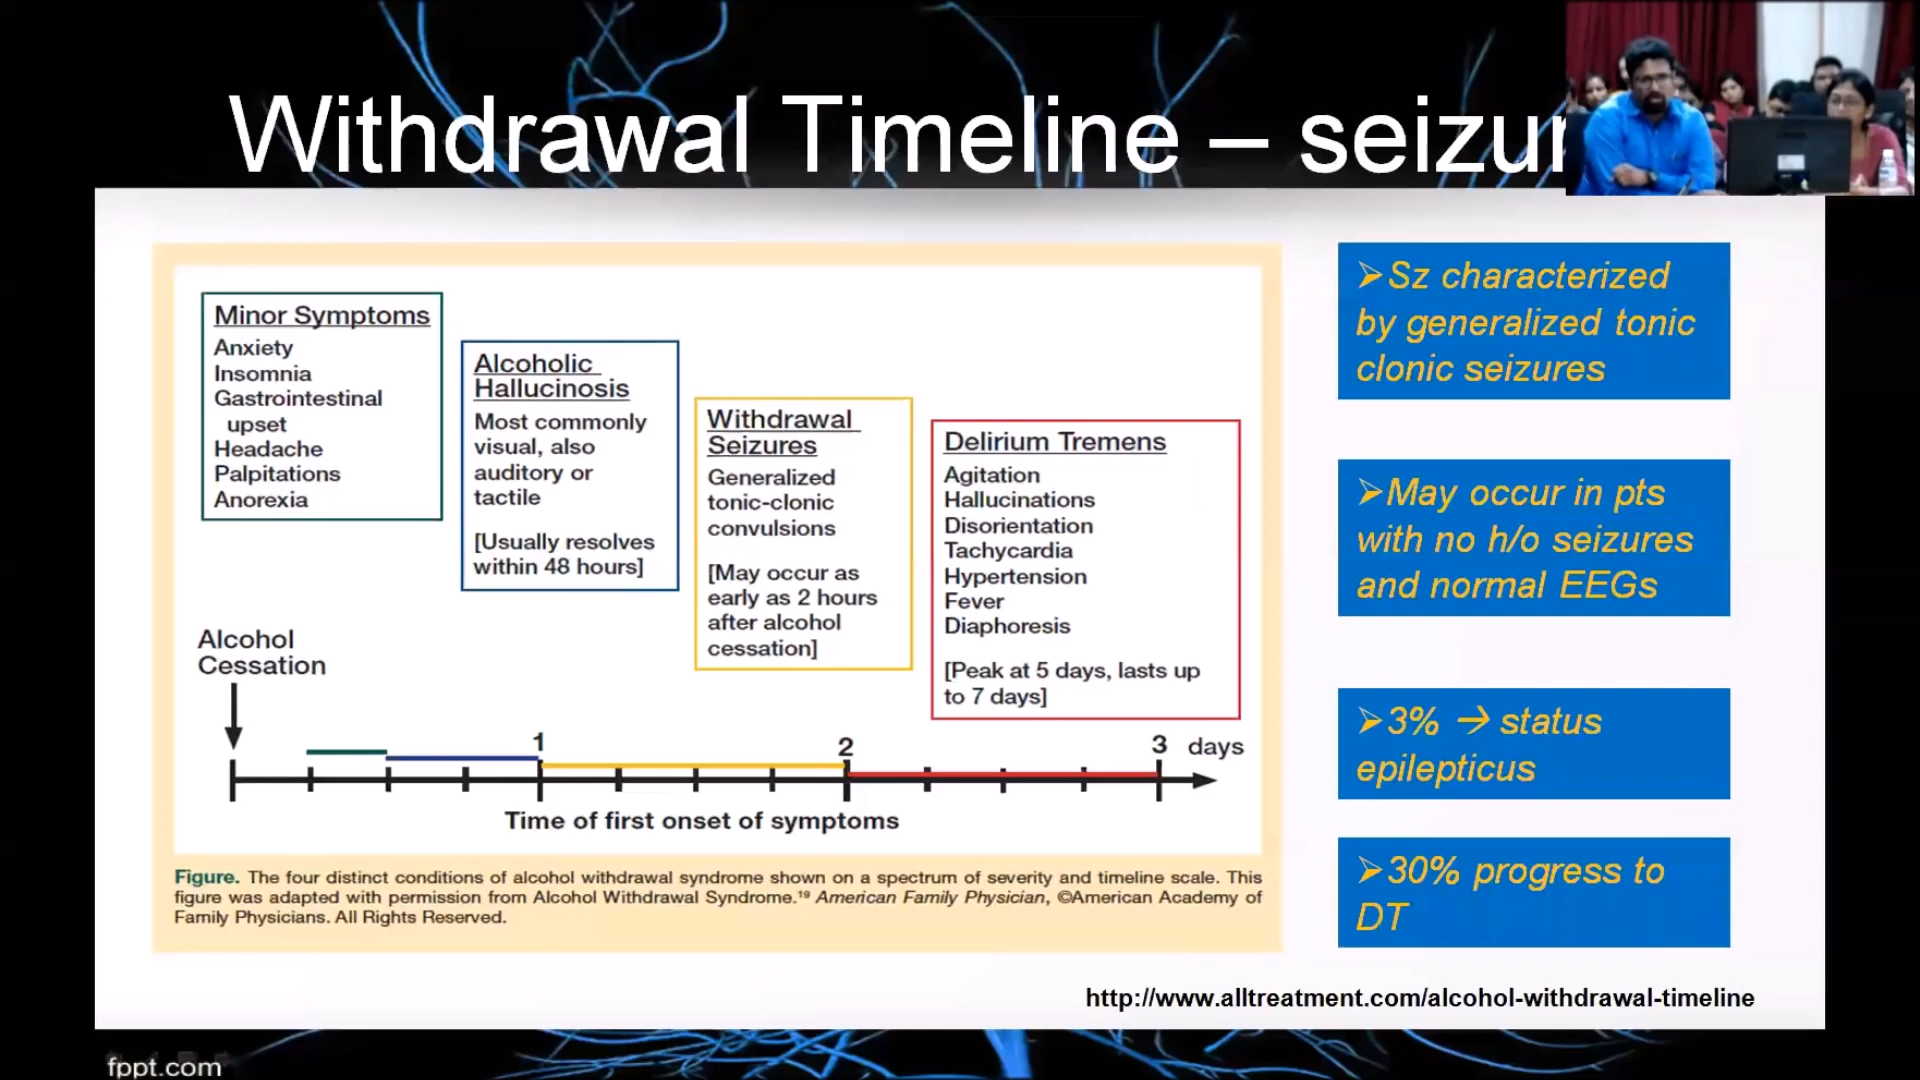 Withdrawal Timeline – seizur
Minor Symptoms
Anxiety
Insomnia
Gastrointestinal
upset
Headache
Palpitations
Anorexia
Alcoholic
Hallucinosis
Most commonly
visual, also
auditory or
tactile
[Usually resolves
within 48 hours]
Withdrawal
Seizures
Generalized
tonic-clonic
convulsions
[May occur as
early as 2 hours
after alcohol
cessation]
Delirium Tremens
Agitation
Hallucinations
Disorientation
Tachycardia
Hypertension
Fever
Diaphoresis
[Peak at 5 days, lasts up
to 7 days]
Alcohol
Cessation
1 2 3 days
Time of first onset of symptoms
Figure. The four distinct conditions of alcohol withdrawal syndrome shown on a spectrum of severity and timeline scale. This
figure was adapted with permission from Alcohol Withdrawal Syndrome.¹⁹ American Family Physician, ©American Academy of
Family Physicians. All Rights Reserved.
➢Sz characterized
by generalized tonic
clonic seizures
➢May occur in pts
with no h/o seizures
and normal EEGs
➢3% → status
epilepticus
➢30% progress to
DT
http://www.alltreatment.com/alcohol-withdrawal-timeline
fppt.com